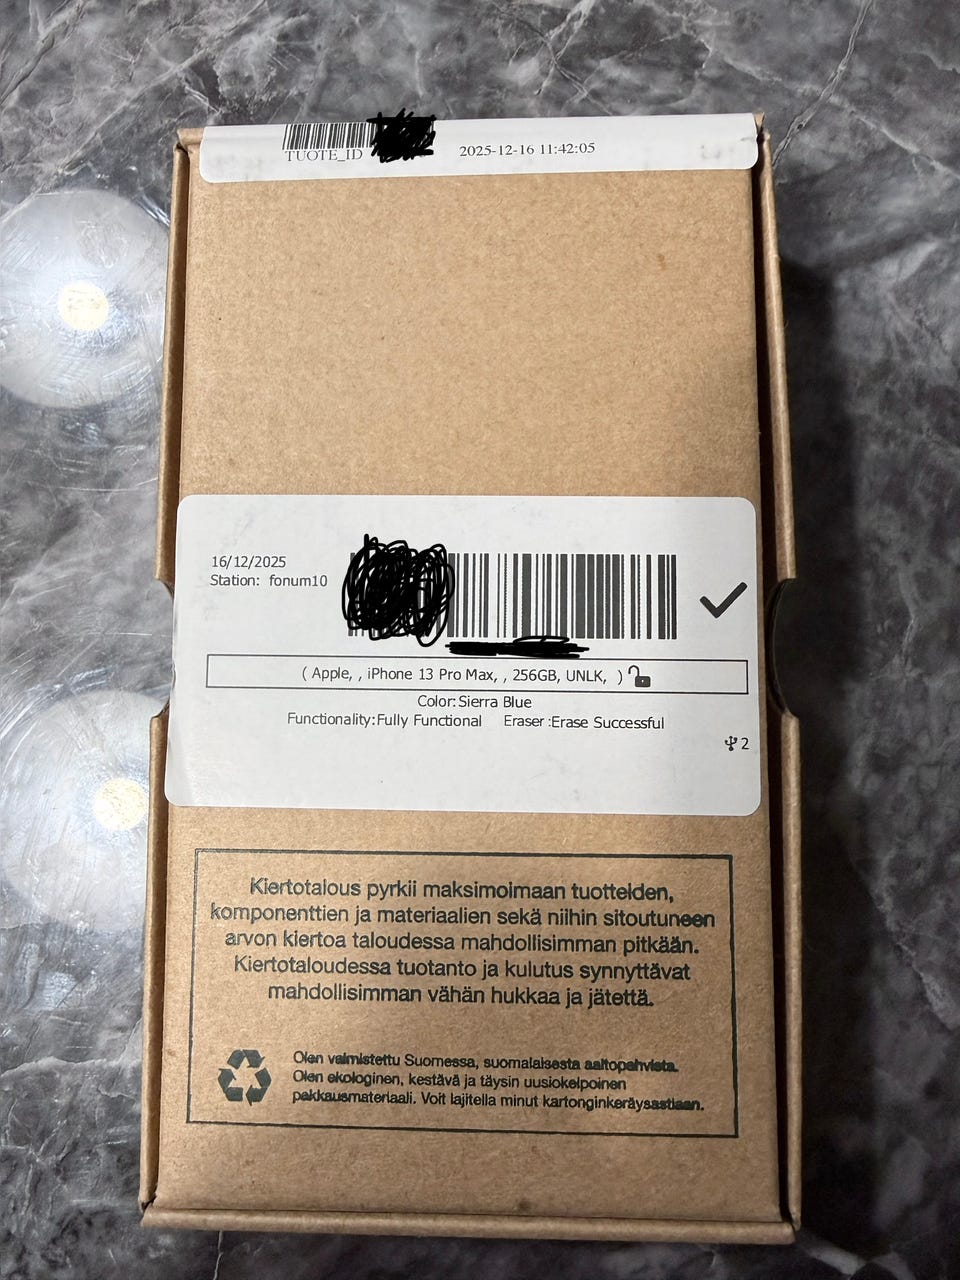 TUOTE_ID
2025-12-16 11:42:05
16/12/2025
Station: fonum10
( Apple, , iPhone 13 Pro Max, , 256GB, UNLK, )
Color:Sierra Blue
Functionality:Fully Functional Eraser :Erase Successful
2
Kiertotalous pyrkii maksimoimaan tuotteiden,
komponenttien ja materiaalien sekä niihin sitoutuneen
arvon kiertoa taloudessa mahdollisimman pitkään.
Kiertotaloudessa tuotanto ja kulutus synnyttävät
mahdollisimman vähän hukkaa ja jätettä.
Olen valmistettu Suomessa, suomalaisesta aaltopahvista.
Olen ekologinen, kestävä ja täysin uusiokelpoinen
pakkausmateriaali. Voit lajitella minut kartonginkeräysastiaan.